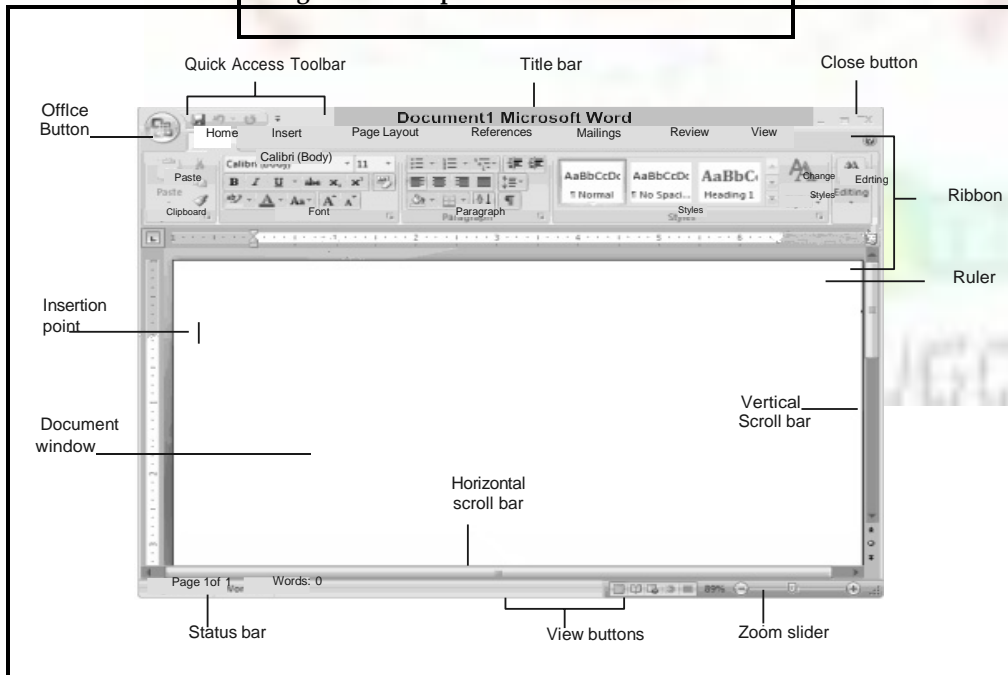 Quick Access Toolbar
Title bar
Close button
Office
Button
Document1 Microsoft Word
Home Insert Page Layout References Mailings Review View
Calibri (Body) 11
Paste
B I U abc x₂ x²
AaBbCcDc AaBbCcDc AaBbC
Change
Styles
Editing
¶ Normal ¶ No Spaci... Heading 1
Clipboard Font Paragraph Styles
Ribbon
Ruler
Insertion
point
Vertical
Scroll bar
Document
window
Horizontal
scroll bar
Page 1of 1 Words: 0
89%
Status bar
View buttons
Zoom slider